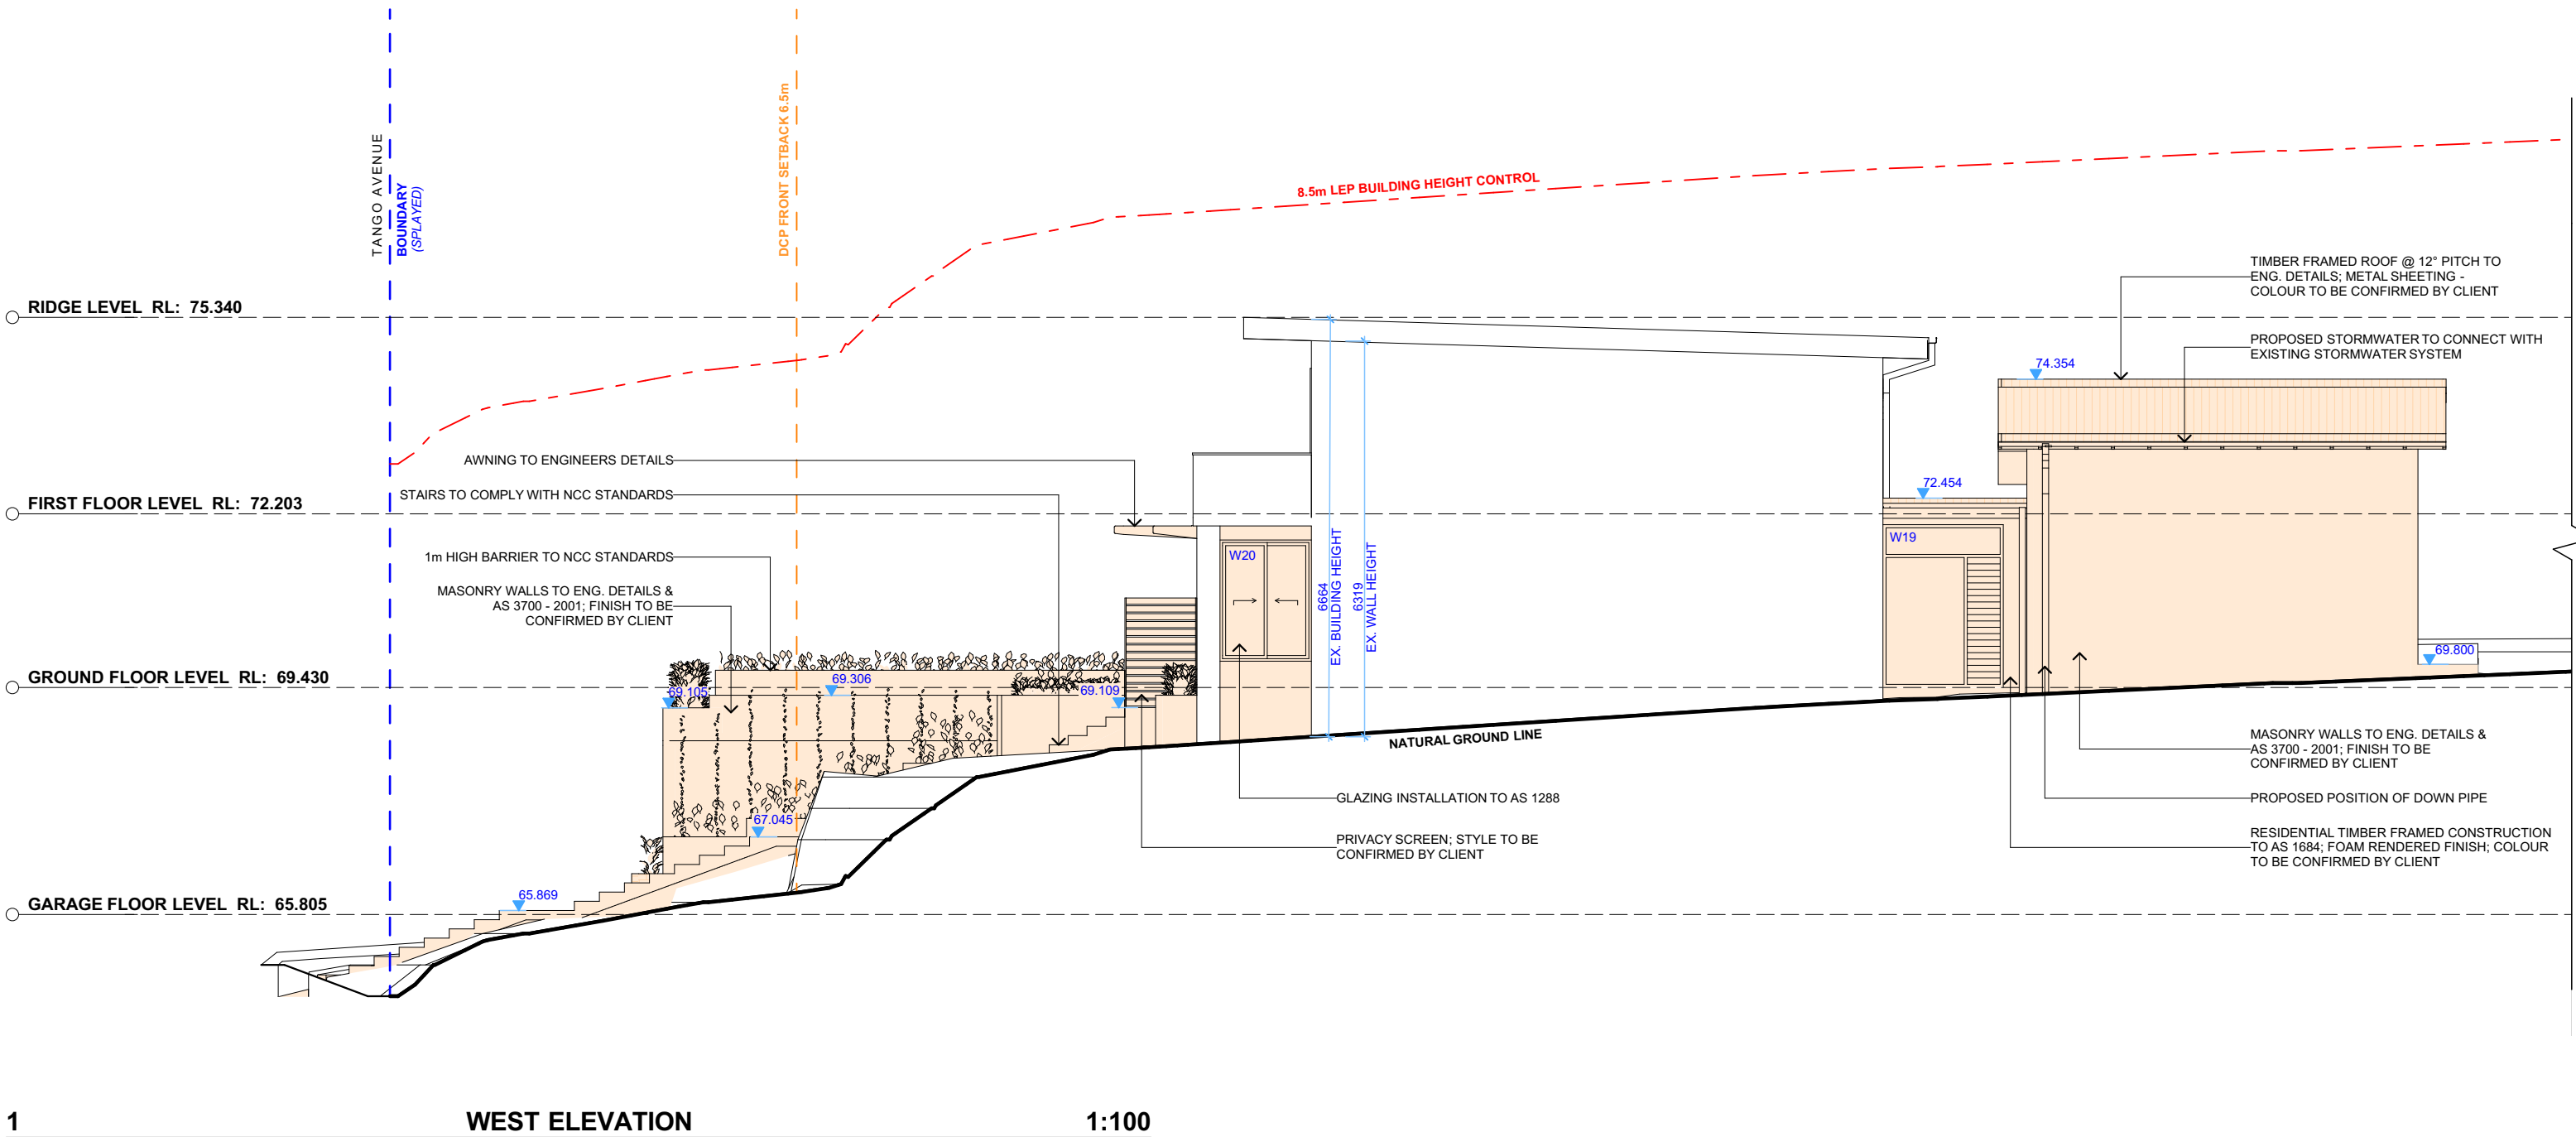 TANGO AVENUE
BOUNDARY
(SPLAYED)
DCP FRONT SETBACK 6.5m
8.5m LEP BUILDING HEIGHT CONTROL
TIMBER FRAMED ROOF @ 12° PITCH TO
ENG. DETAILS; METAL SHEETING -
COLOUR TO BE CONFIRMED BY CLIENT
RIDGE LEVEL RL: 75.340
PROPOSED STORMWATER TO CONNECT WITH
EXISTING STORMWATER SYSTEM
74.354
AWNING TO ENGINEERS DETAILS
STAIRS TO COMPLY WITH NCC STANDARDS
72.454
FIRST FLOOR LEVEL RL: 72.203
W19
W20
1m HIGH BARRIER TO NCC STANDARDS
6664
EX. BUILDING HEIGHT
6319
EX. WALL HEIGHT
MASONRY WALLS TO ENG. DETAILS &
AS 3700 - 2001; FINISH TO BE
CONFIRMED BY CLIENT
69.800
GROUND FLOOR LEVEL RL: 69.430
69.105
69.306
69.109
NATURAL GROUND LINE
MASONRY WALLS TO ENG. DETAILS &
AS 3700 - 2001; FINISH TO BE
CONFIRMED BY CLIENT
GLAZING INSTALLATION TO AS 1288
PROPOSED POSITION OF DOWN PIPE
67.045
PRIVACY SCREEN; STYLE TO BE
CONFIRMED BY CLIENT
RESIDENTIAL TIMBER FRAMED CONSTRUCTION
TO AS 1684; FOAM RENDERED FINISH; COLOUR
TO BE CONFIRMED BY CLIENT
65.869
GARAGE FLOOR LEVEL RL: 65.805
1 WEST ELEVATION 1:100